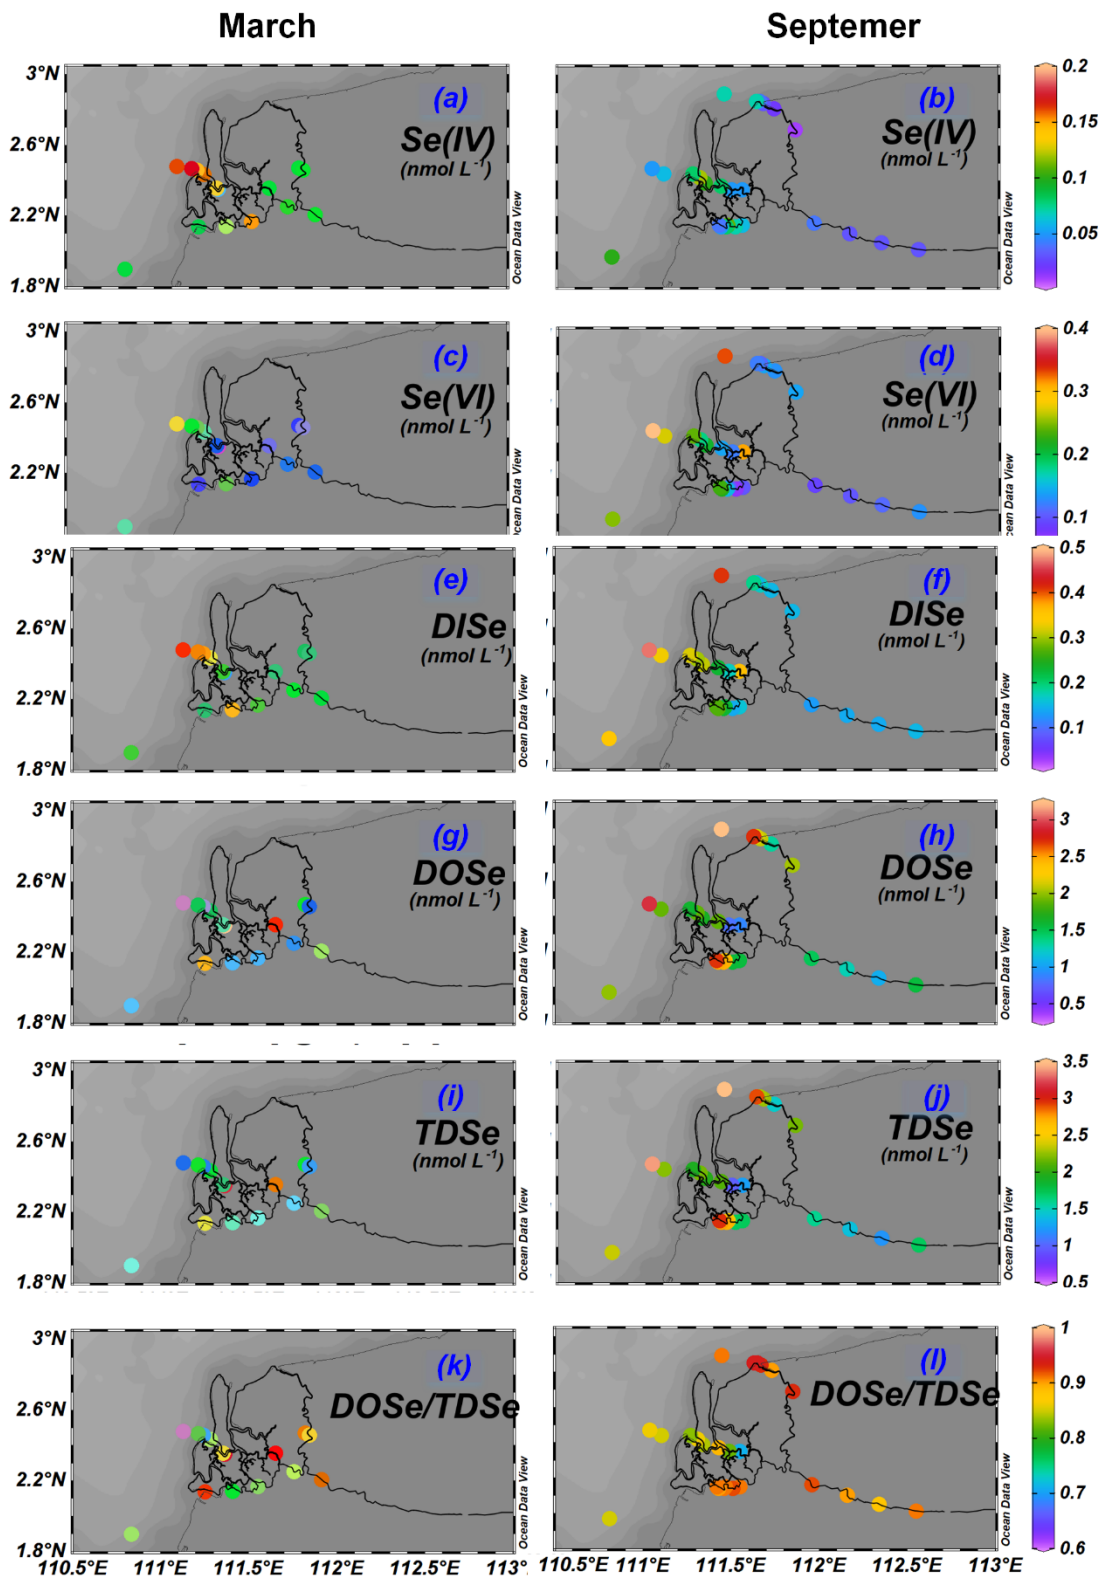 March
Septemer
3°N
2.6°N
2.2°N
1.8°N
(a)
Se(IV)
(nmol L⁻¹)
Ocean Data View
(b)
Se(IV)
(nmol L⁻¹)
Ocean Data View
0.2
0.15
0.1
0.05
3°N
2.6°N
2.2°N
(c)
Se(VI)
(nmol L⁻¹)
Ocean Data View
(d)
Se(VI)
(nmol L⁻¹)
Ocean Data View
0.4
0.3
0.2
0.1
3°N
2.6°N
2.2°N
1.8°N
(e)
DISe
(nmol L⁻¹)
Ocean Data View
(f)
DISe
(nmol L⁻¹)
Ocean Data View
0.5
0.4
0.3
0.2
0.1
3°N
2.6°N
2.2°N
1.8°N
(g)
DOSe
(nmol L⁻¹)
Ocean Data View
(h)
DOSe
(nmol L⁻¹)
Ocean Data View
3
2.5
2
1.5
1
0.5
3°N
2.6°N
2.2°N
1.8°N
(i)
TDSe
(nmol L⁻¹)
Ocean Data View
(j)
TDSe
(nmol L⁻¹)
Ocean Data View
3.5
3
2.5
2
1.5
1
0.5
3°N
2.6°N
2.2°N
1.8°N
(k)
DOSe/TDSe
Ocean Data View
(l)
DOSe/TDSe
Ocean Data View
1
0.9
0.8
0.7
0.6
110.5°E 111°E 111.5°E 112°E 112.5°E 113°
110.5°E 111°E 111.5°E 112°E 112.5°E 113°E